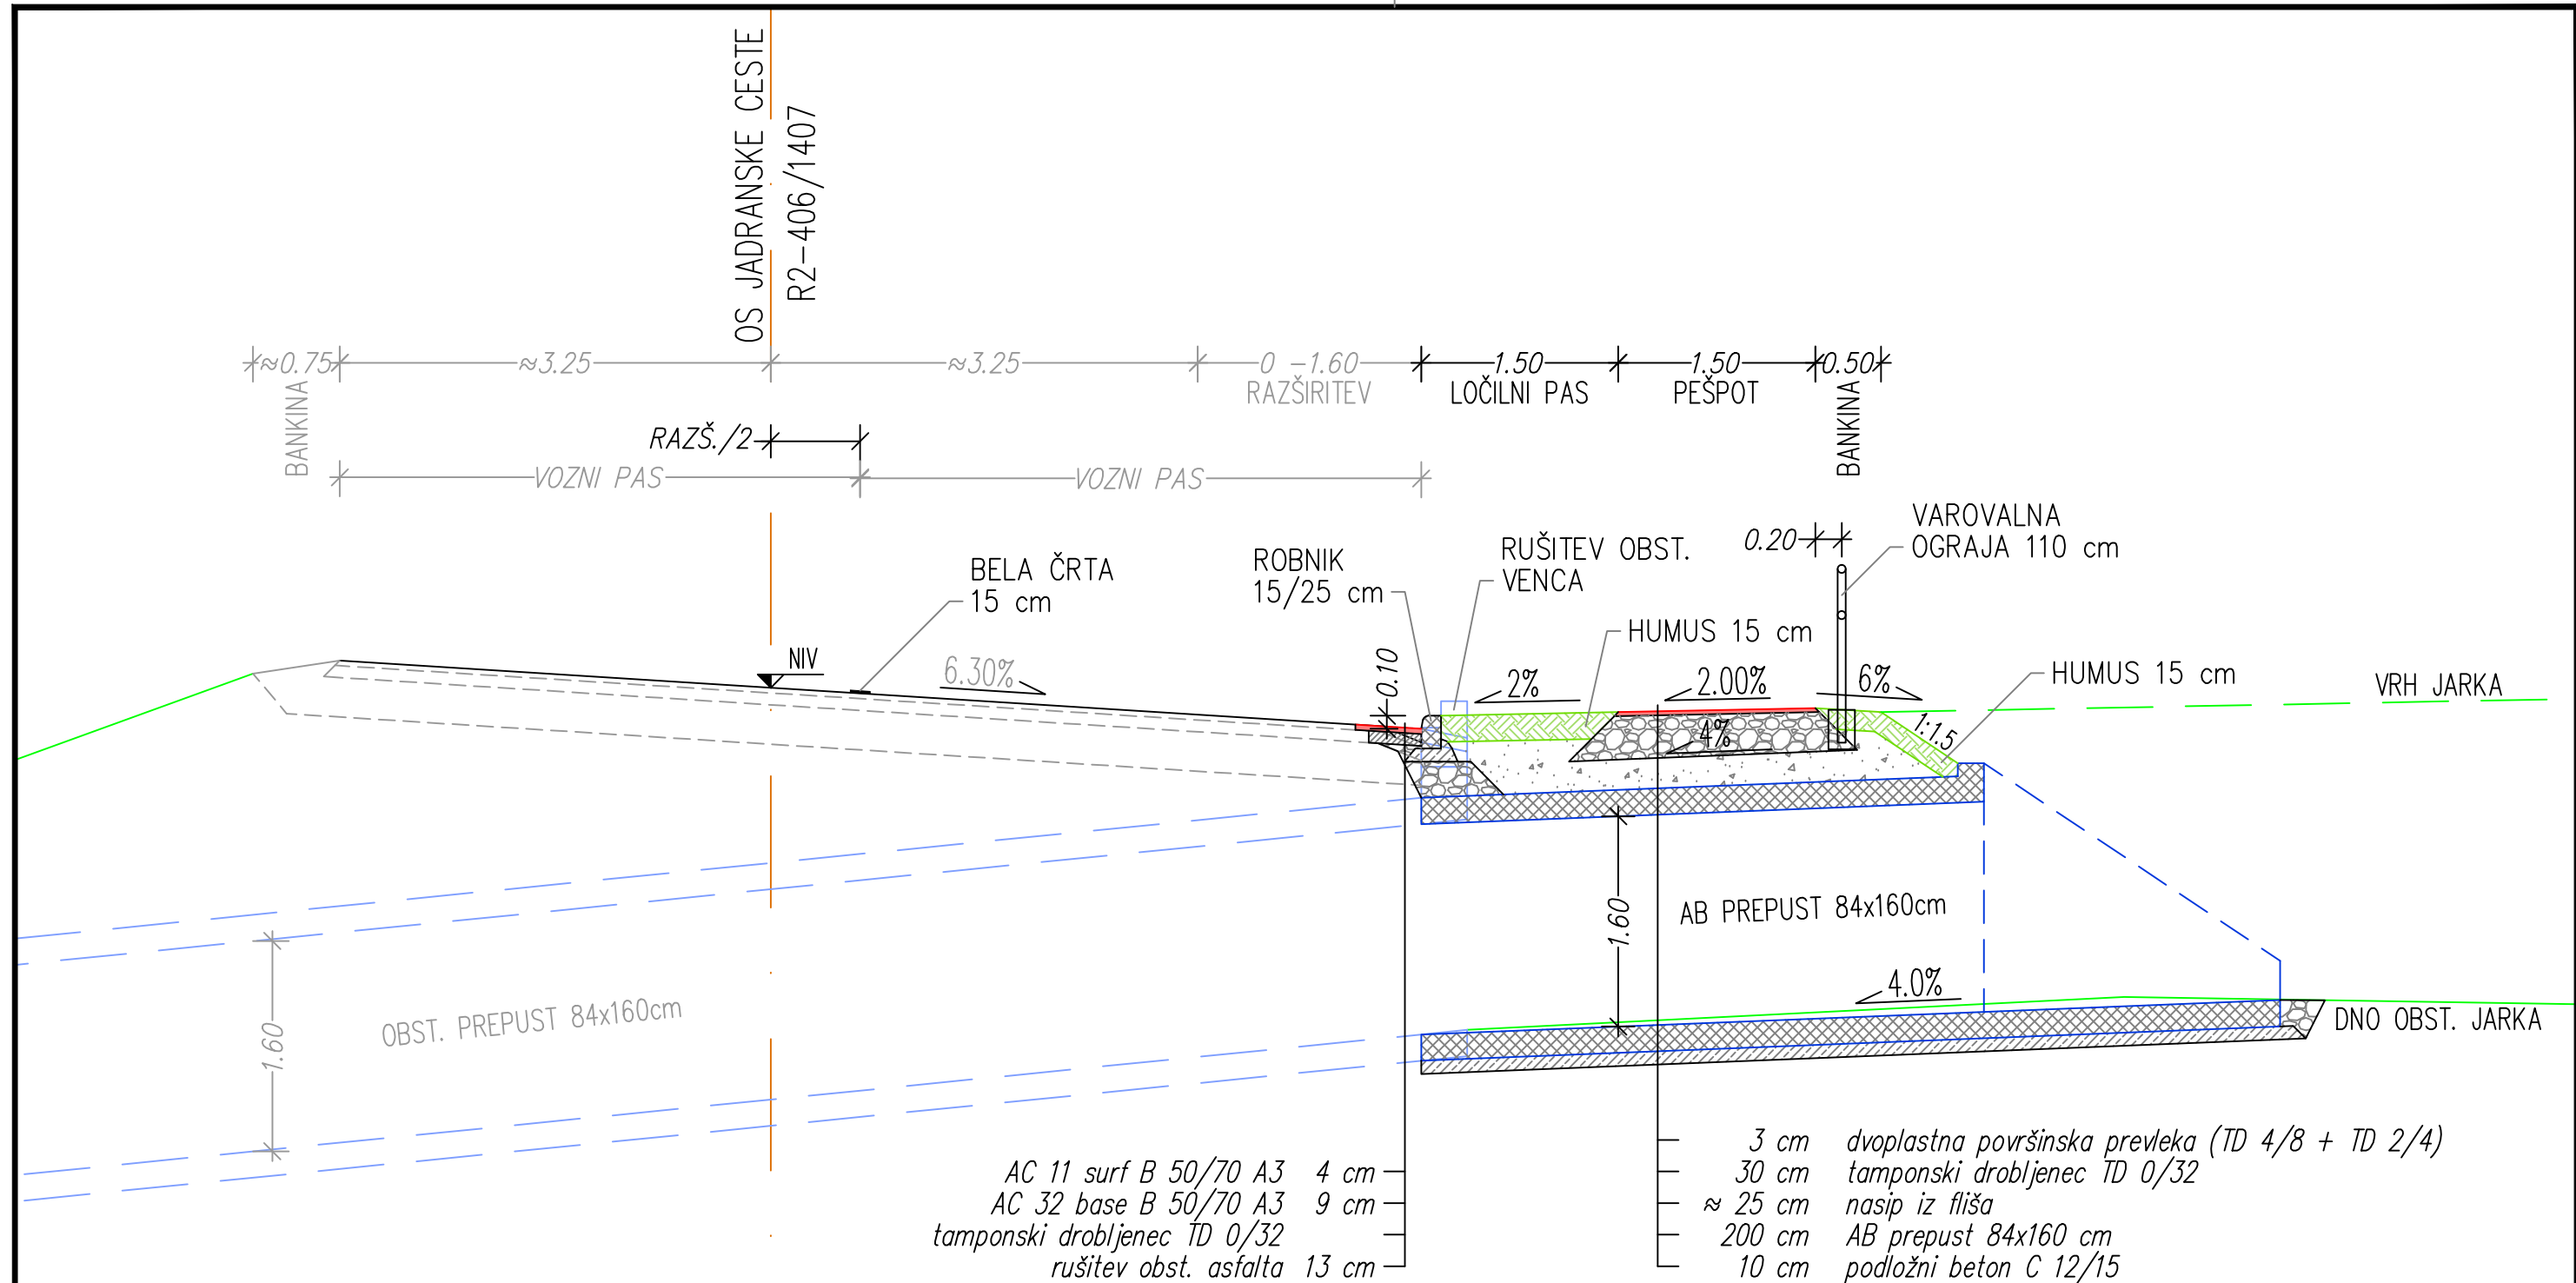 OS JADRANSKE CESTE
R2-406/1407
≈0.75
≈3.25
≈3.25
0 -1.60
1.50
1.50
0.50
BANKINA
RAZŠIRITEV
LOČILNI PAS
PEŠPOT
BANKINA
RAZŠ./2
VOZNI PAS
VOZNI PAS
BELA ČRTA
15 cm
ROBNIK
15/25 cm
RUŠITEV OBST.
VENCA
0.20
VAROVALNA
OGRAJA 110 cm
HUMUS 15 cm
NIV
6.30%
0.10
2%
2.00%
6%
HUMUS 15 cm
VRH JARKA
4%
1:1.5
1.60
AB PREPUST 84x160cm
4.0%
DNO OBST. JARKA
1.60
OBST. PREPUST 84x160cm
AC 11 surf B 50/70 A3 4 cm
AC 32 base B 50/70 A3 9 cm
tamponski drobljenec TD 0/32
rušitev obst. asfalta 13 cm
3 cm dvoplastna površinska prevleka (TD 4/8 + TD 2/4)
30 cm tamponski drobljenec TD 0/32
≈ 25 cm nasip iz fliša
200 cm AB prepust 84x160 cm
10 cm podložni beton C 12/15